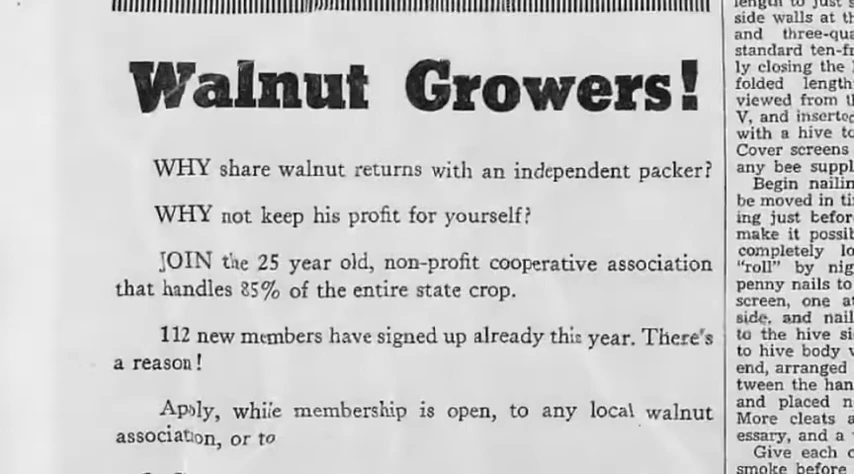 Walnut Growers!
WHY share walnut returns with an independent packer?
WHY not keep his profit for yourself?
JOIN the 25 year old, non-profit cooperative association
that handles 85% of the entire state crop.
112 new members have signed up already this year. There's
a reason!
Apply, while membership is open, to any local walnut
association, or to
length to just
side walls at
and three-qua
standard ten-fr
ly closing the
folded length
viewed from
V, and inserted
with a hive to
Cover screens
any bee suppl
Begin nailin
be moved in
ing just befor
make it possib
completely lo
"roll" by nig
penny nails to
screen, one a
side, and nail
to the hive si
to hive body
end, arranged
tween the han
and placed n
More cleats a
essary, and a
Give each c
smoke before